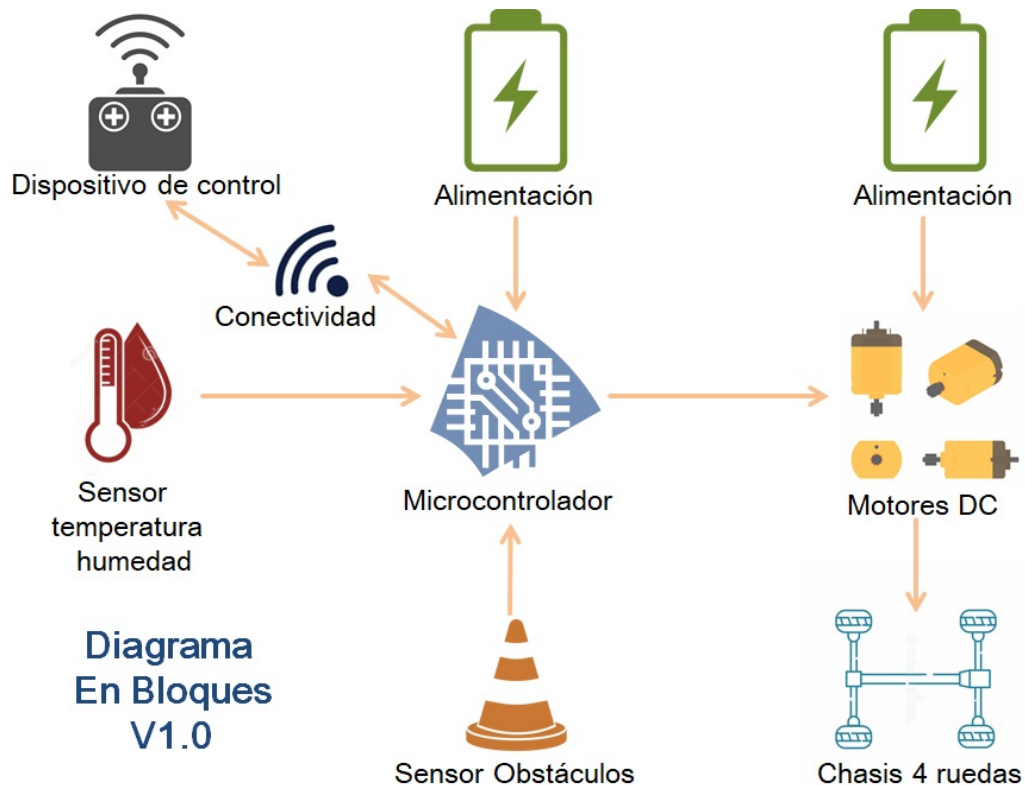 Dispositivo de control
Alimentación
Alimentación
Conectividad
Sensor
temperatura
humedad
Microcontrolador
Motores DC
Diagrama
En Bloques
V1.0
Sensor Obstáculos
Chasis 4 ruedas